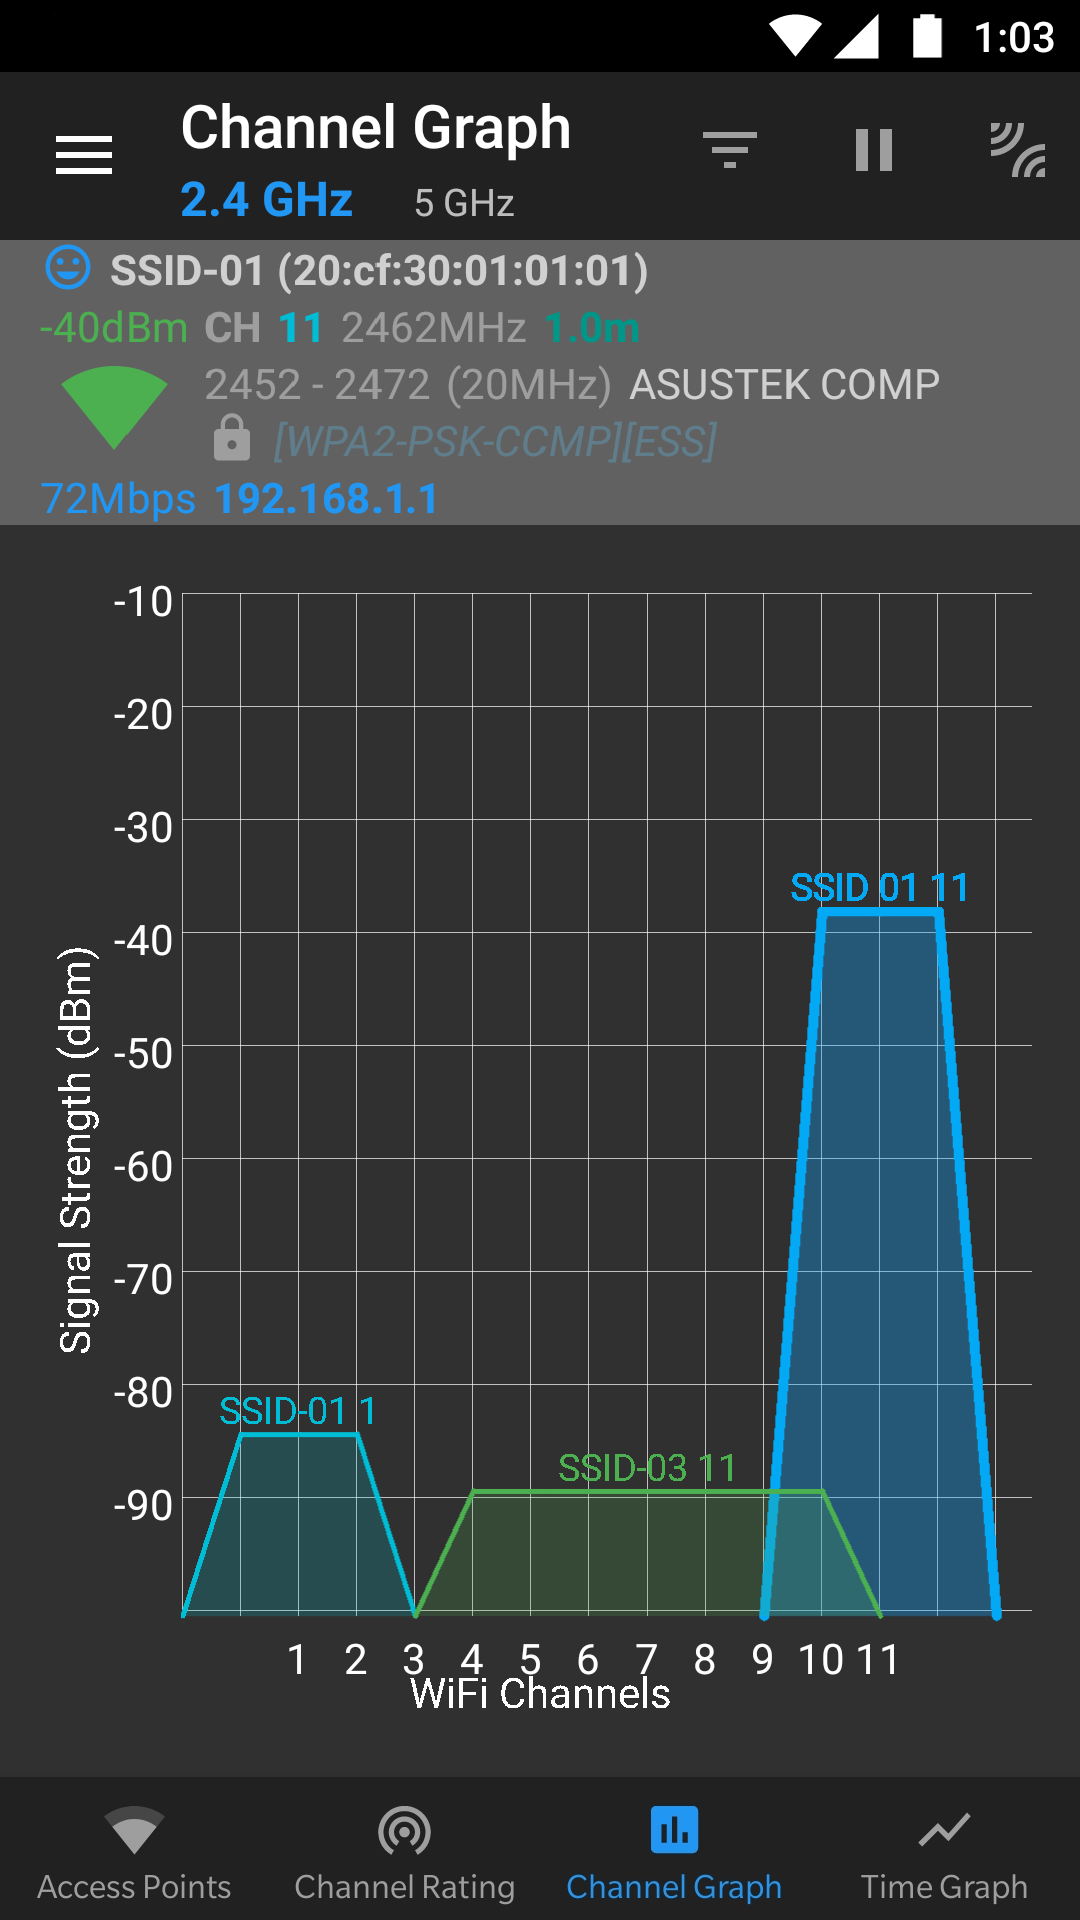 1:03
Channel Graph
2.4 GHz 5 GHz
SSID-01 (20:cf:30:01:01:01)
-40dBm CH 11 2462MHz 1.0m
2452 - 2472 (20MHz) ASUSTEK COMP
[WPA2-PSK-CCMP][ESS]
72Mbps 192.168.1.1
-10
-20
-30
SSID 01 11
-40
Signal Strength (dBm)
-50
-60
-70
-80
SSID-01 1
SSID-03 11
-90
1 2 3 4 5 6 7 8 9 10 11
WiFi Channels
Access Points Channel Rating Channel Graph Time Graph